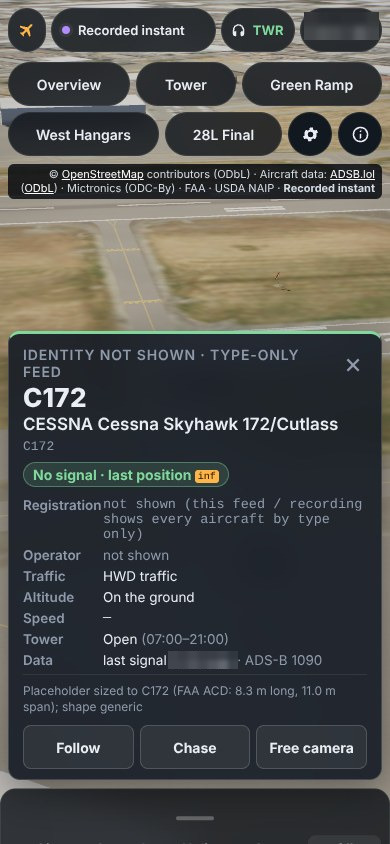 Recorded instant
TWR
Overview
Tower
Green Ramp
West Hangars
28L Final
© OpenStreetMap contributors (ODbL) · Aircraft data: ADSB.lol
(ODbL) · Mictronics (ODC-By) · FAA · USDA NAIP · Recorded instant
IDENTITY NOT SHOWN · TYPE-ONLY
FEED
C172
CESSNA Cessna Skyhawk 172/Cutlass
C172
No signal · last position inf
Registration not shown (this feed / recording
shows every aircraft by type
only)
Operator not shown
Traffic HWD traffic
Altitude On the ground
Speed –
Tower Open (07:00–21:00)
Data last signal · ADS-B 1090
Placeholder sized to C172 (FAA ACD: 8.3 m long, 11.0 m
span); shape generic
Follow
Chase
Free camera